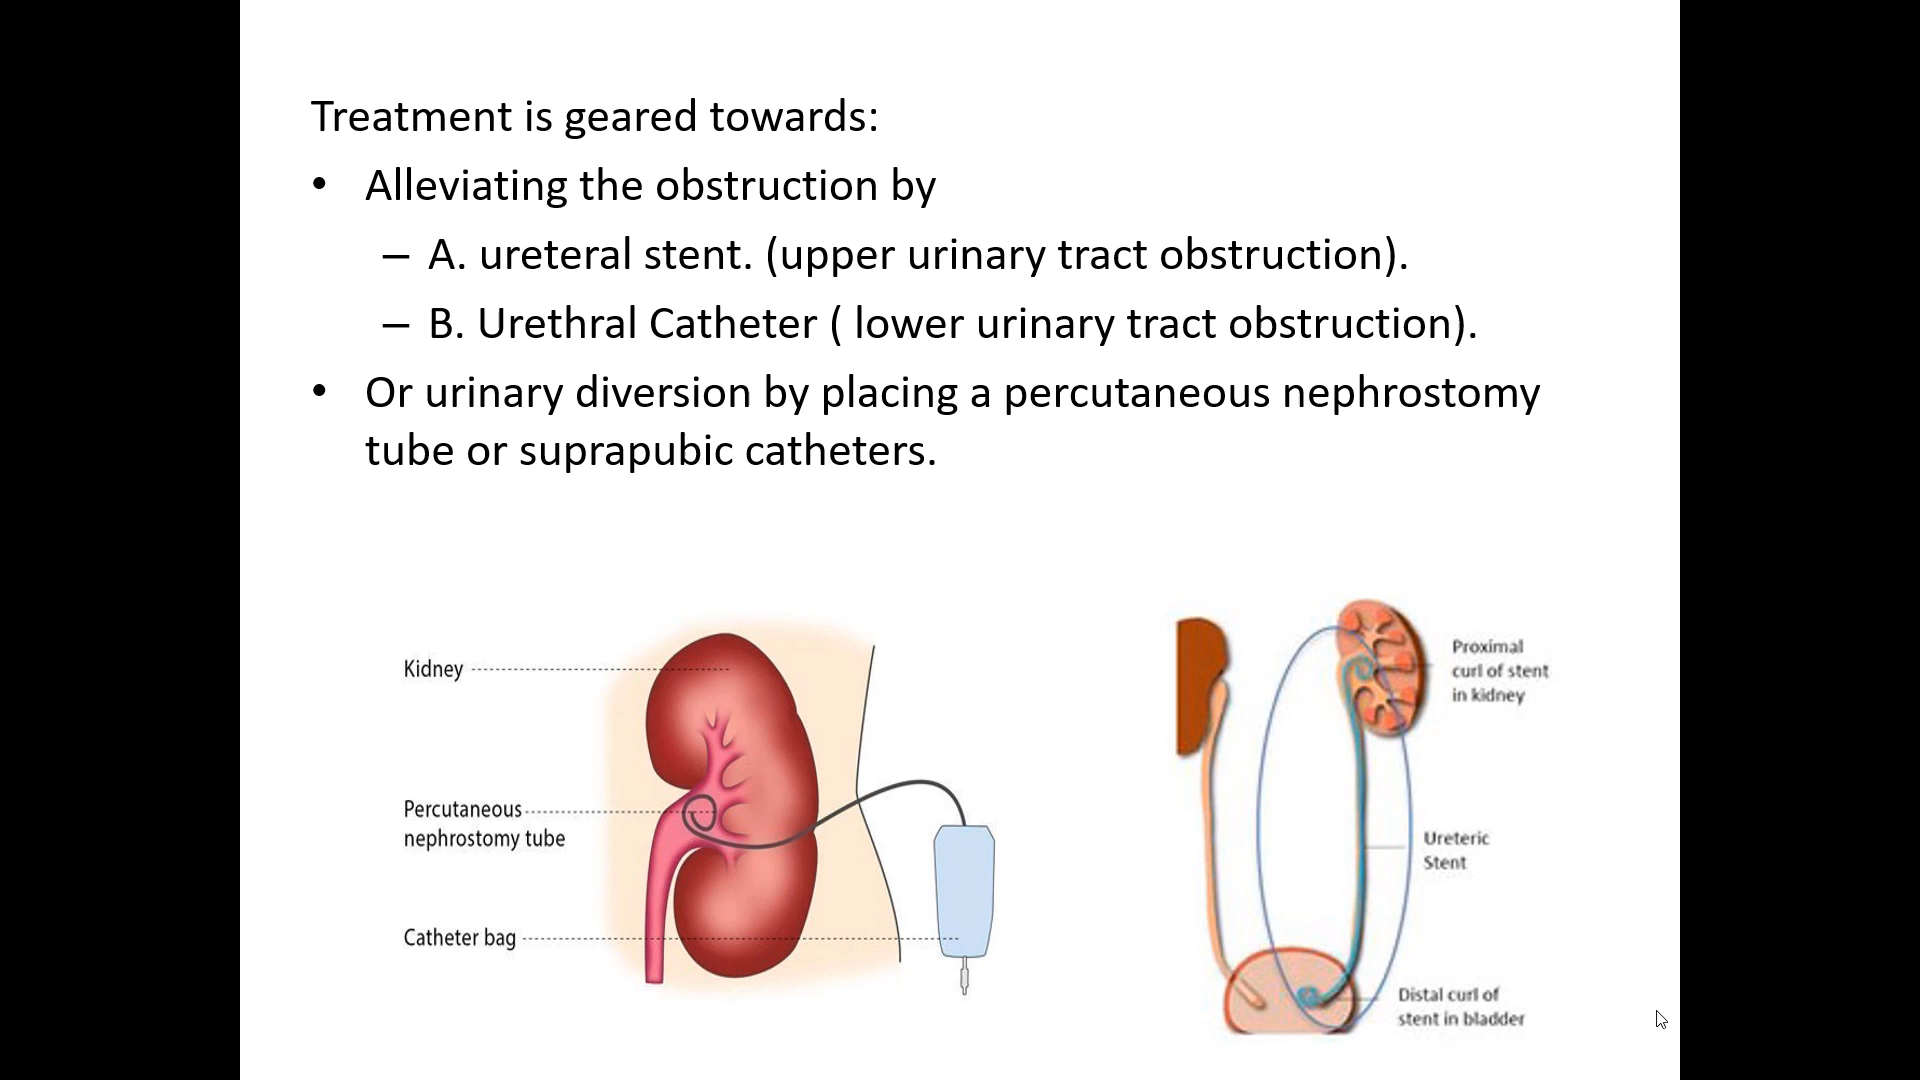 Treatment is geared towards:
• Alleviating the obstruction by
– A. ureteral stent. (upper urinary tract obstruction).
– B. Urethral Catheter ( lower urinary tract obstruction).
• Or urinary diversion by placing a percutaneous nephrostomy
tube or suprapubic catheters.
Kidney
Percutaneous
nephrostomy tube
Catheter bag
Proximal
curl of stent
in kidney
Ureteric
Stent
Distal curl of
stent in bladder